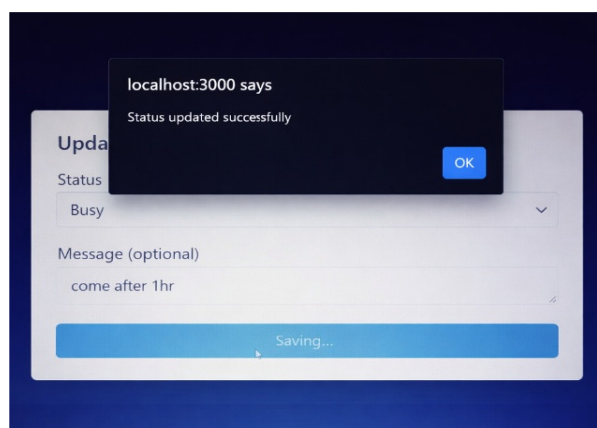 localhost:3000 says
Status updated successfully
OK
Upda
Status
Busy
Message (optional)
come after 1hr
Saving...